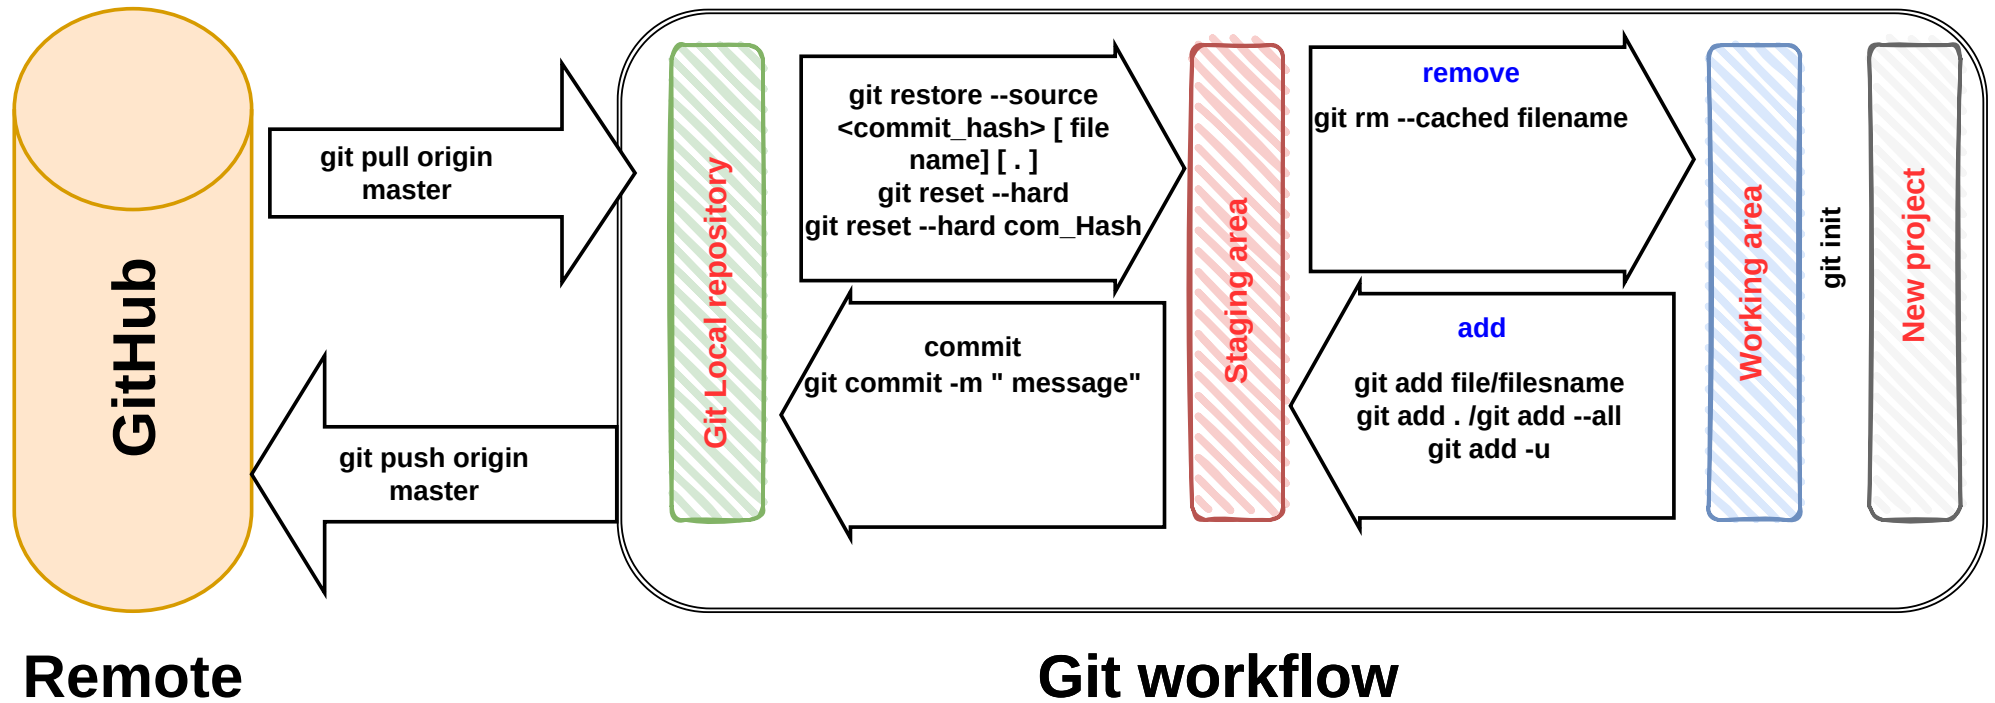 GitHub
git pull origin
master
git push origin
master
Git Local repository
git restore --source
<commit_hash> [ file
name] [ . ]
git reset --hard
git reset --hard com_Hash
commit
git commit -m " message"
Staging area
remove
git rm --cached filename
add
git add file/filesname
git add . /git add --all
git add -u
Working area
git init
New project
Remote
Git workflow